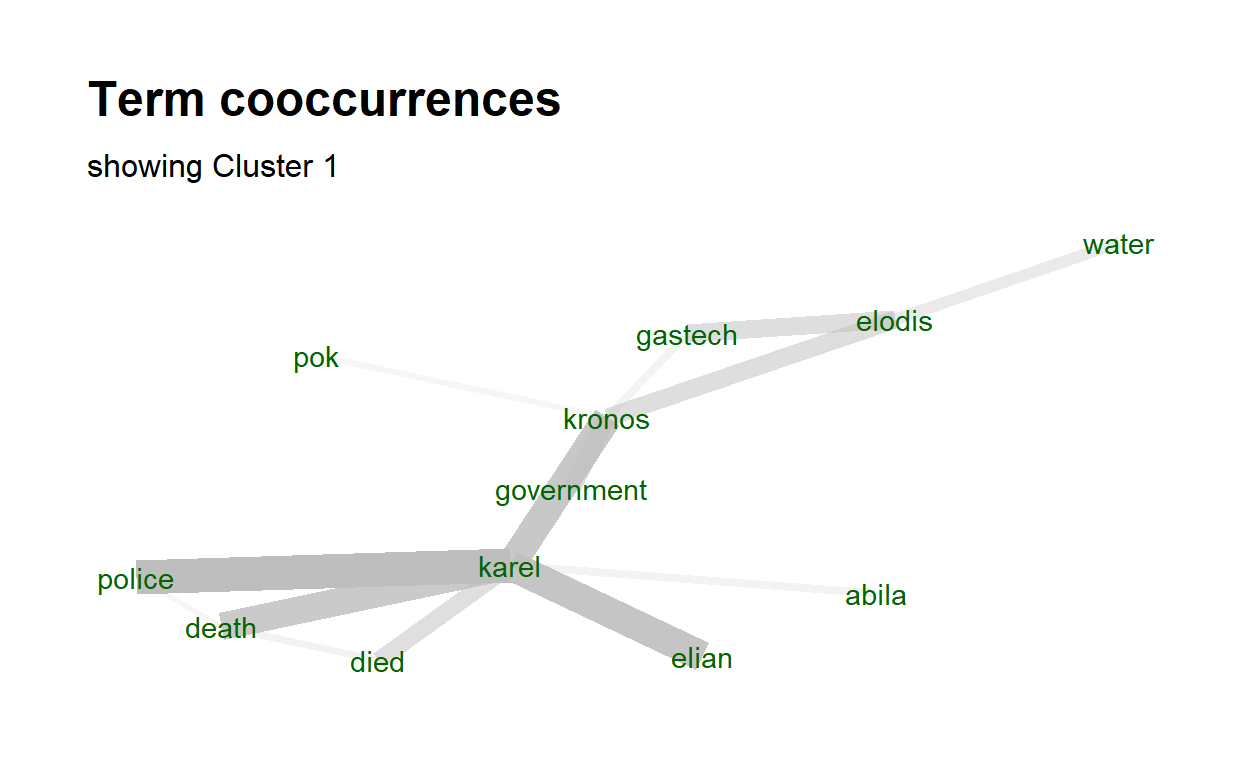 Term cooccurrences
showing Cluster 1
water
elodis
gastech
pok
kronos
government
karel
police
abila
death
elian
died